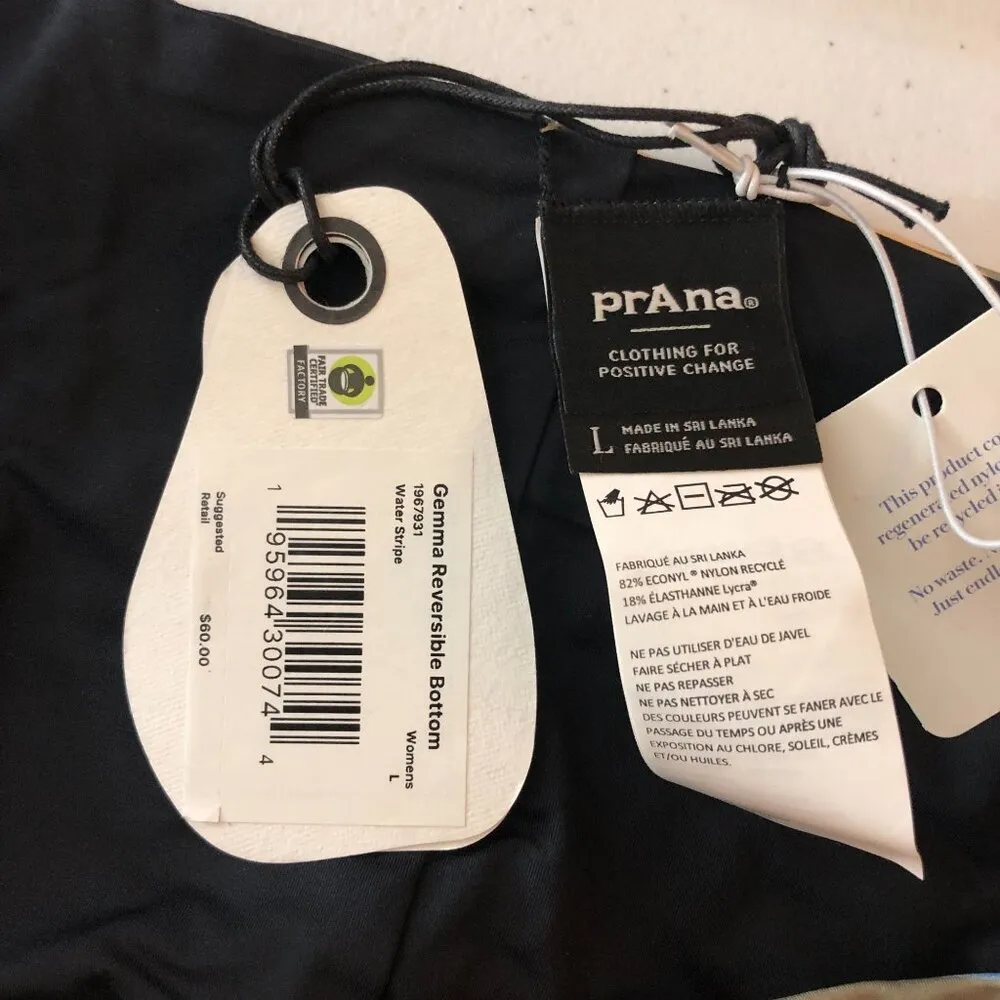 FAIR TRADE
CERTIFIED
FACTORY
Gemma Reversible Bottom
1967931
Water Stripe
Womens
L
1 95964 30074 4
Suggested
Retail
$60.00
prAna®
CLOTHING FOR
POSITIVE CHANGE
L
MADE IN SRI LANKA
FABRIQUÉ AU SRI LANKA
FABRIQUÉ AU SRI LANKA
82% ECONYL® NYLON RECYCLÉ
18% ÉLASTHANNE Lycra®
LAVAGE À LA MAIN ET À L'EAU FROIDE
NE PAS UTILISER D'EAU DE JAVEL
FAIRE SÉCHER À PLAT
NE PAS REPASSER
NE PAS NETTOYER À SEC
DES COULEURS PEUVENT SE FANER AVEC LE
PASSAGE DU TEMPS OU APRÈS UNE
EXPOSITION AU CHLORE, SOLEIL, CRÈMES
ET/OU HUILES.
This product co
regenerated nylo
be recycled i
No waste.
Just endl